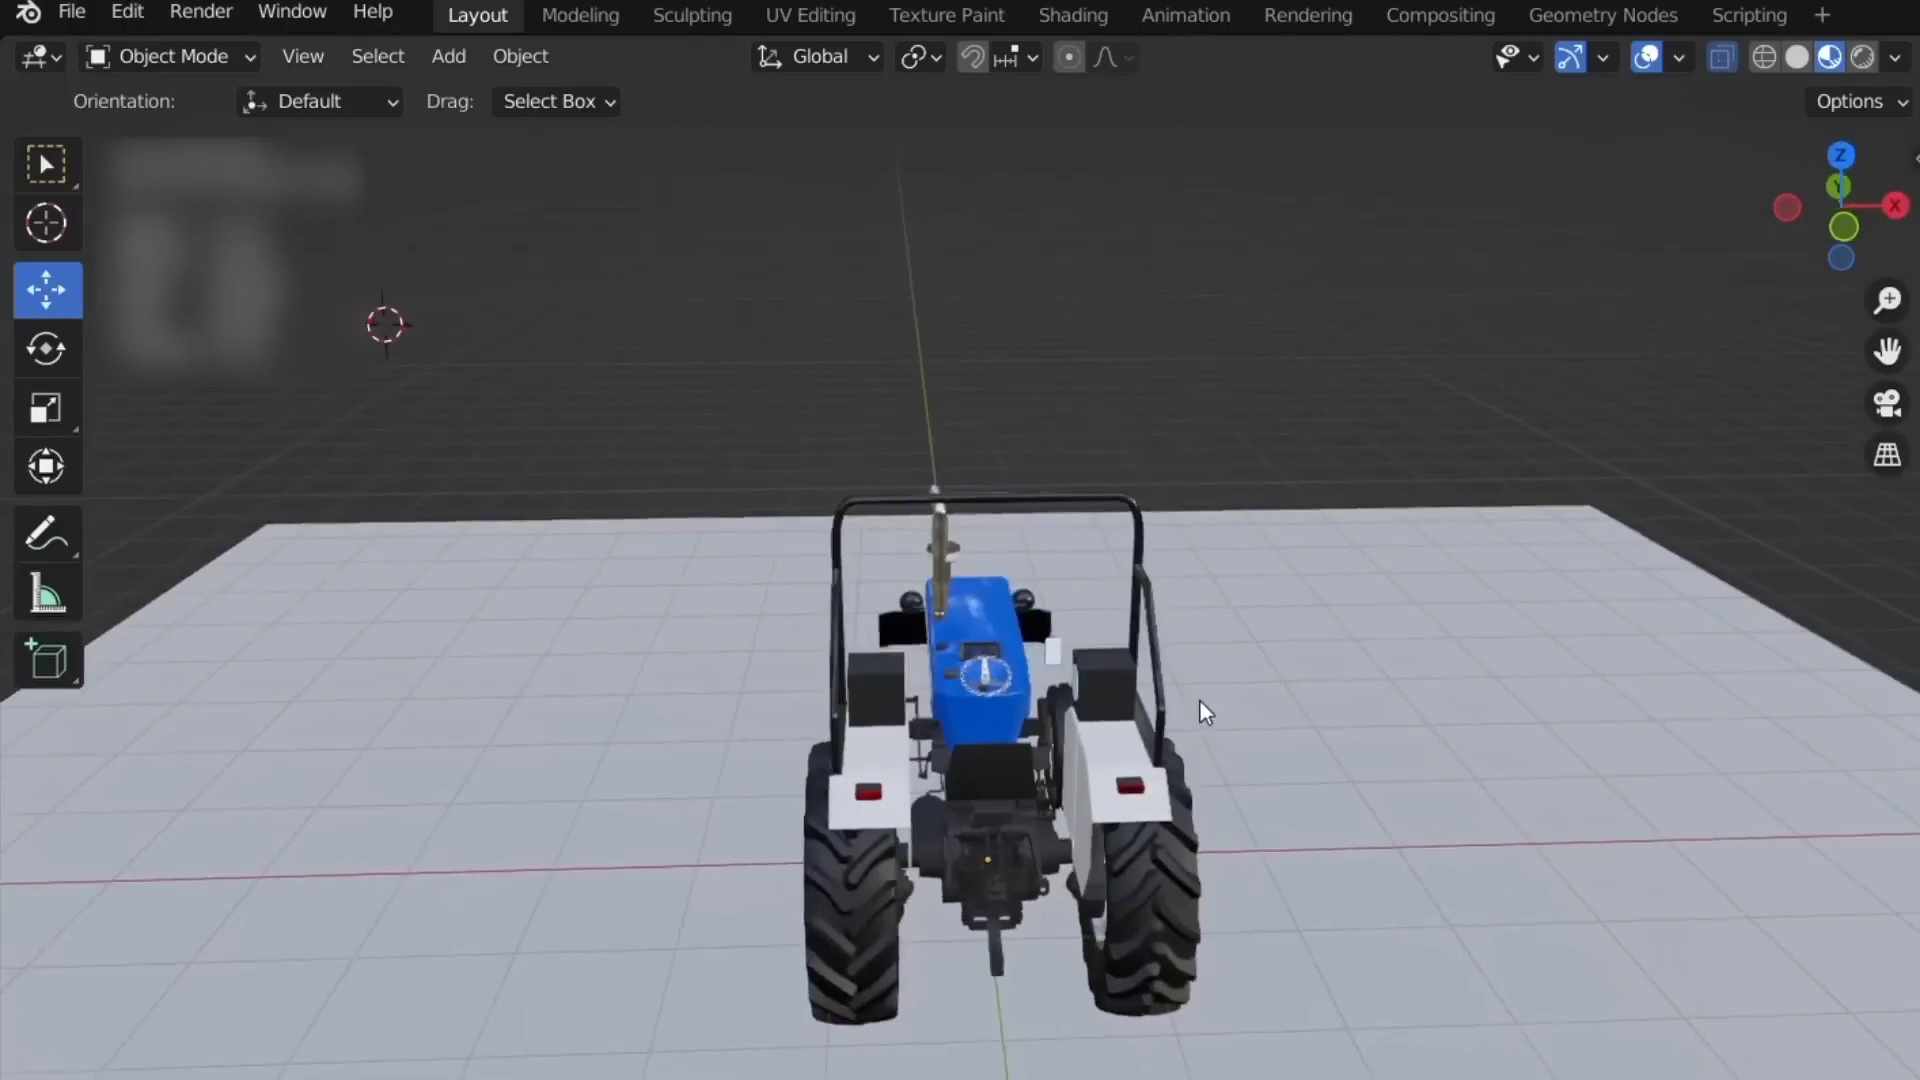 File Edit Render Window Help Layout Modeling Sculpting UV Editing Texture Paint Shading Animation Rendering Compositing Geometry Nodes Scripting +
Object Mode View Select Add Object Global
Orientation: Default Drag: Select Box Options
Z
Y
X